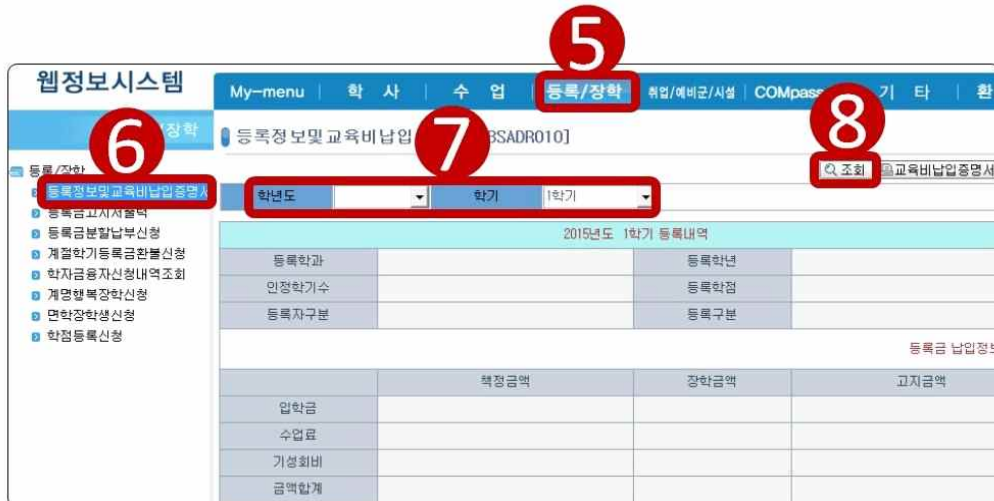 5
웹정보시스템
My-menu 학 사 수 업 등록/장학 취업/예비군/시설 COMpass 기 타 환
6 장학
등록정보및교육비납입 7 BSADR010]
8
등록/장학
조회 교육비납입증명서
등록정보및교육비납입증명서
학년도 학기 1학기
등록금고지서출력
등록금분할납부신청
2015년도 1학기 등록내역
계절학기등록금환불신청
등록학과 등록학년
학자금융자신청내역조회
인정학기수 등록학점
계명행복장학신청
등록자구분 등록구분
면학장학생신청
학점등록신청
등록금 납입정보
책정금액 장학금액 고지금액
입학금
수업료
기성회비
금액합계